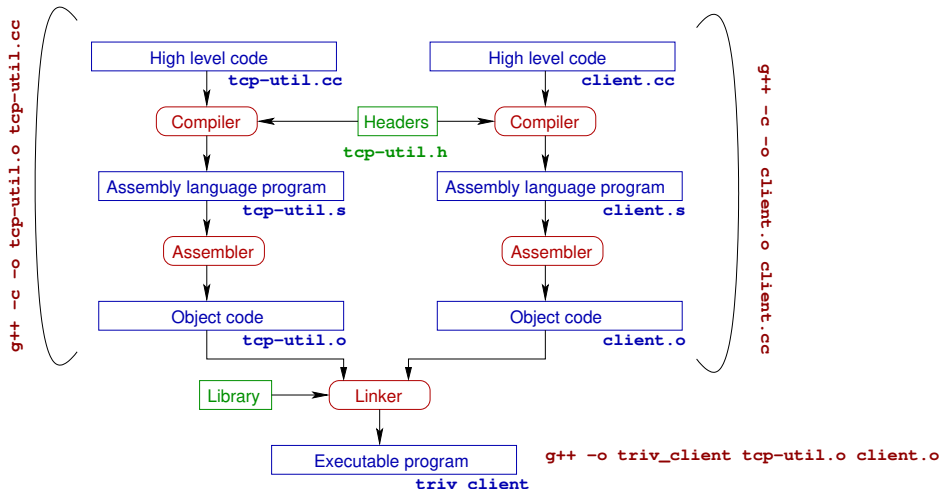 g++ -c -o tcp-util.o tcp-util.cc
High level code
tcp-util.cc
High level code
client.cc
Compiler
Headers
tcp-util.h
Compiler
Assembly language program
tcp-util.s
Assembly language program
client.s
Assembler
Assembler
Object code
tcp-util.o
Object code
client.o
g++ -c -o client.o client.cc
Library
Linker
Executable program
triv_client
g++ -o triv_client tcp-util.o client.o